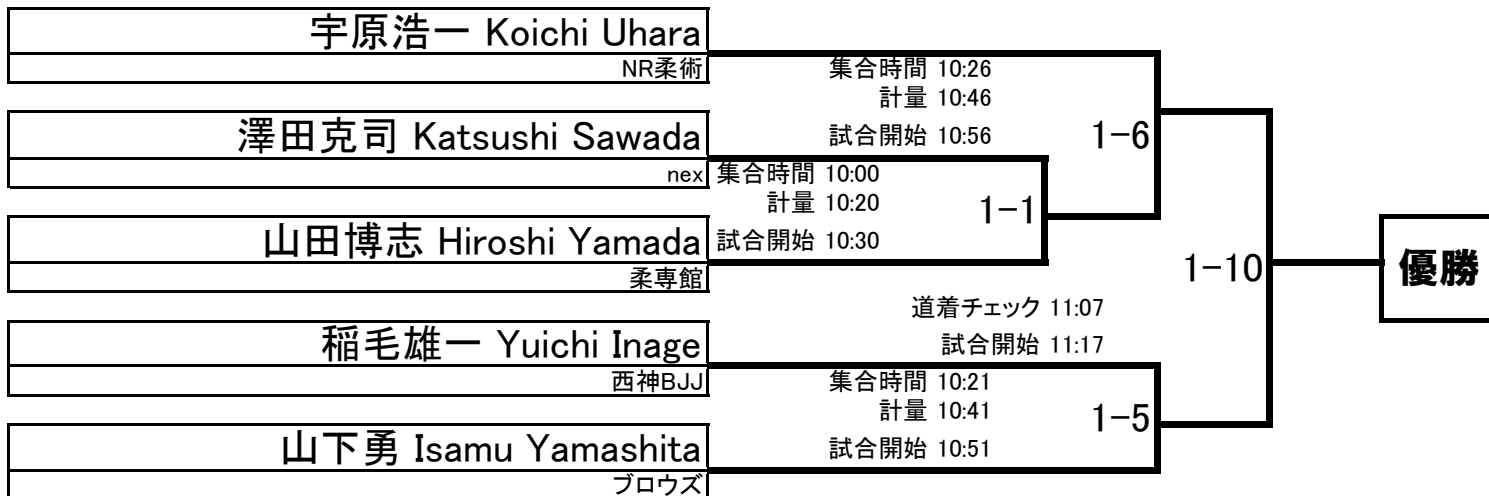 宇原浩一 Koichi Uhara
NR柔術
集合時間 10:26
計量 10:46
試合開始 10:56
1-6
澤田克司 Katsushi Sawada
nex
集合時間 10:00
計量 10:20
試合開始 10:30
1-1
山田博志 Hiroshi Yamada
柔専館
1-10
優勝
道着チェック 11:07
試合開始 11:17
稲毛雄一 Yuichi Inage
西神BJJ
集合時間 10:21
計量 10:41
試合開始 10:51
1-5
山下勇 Isamu Yamashita
ブロウズ